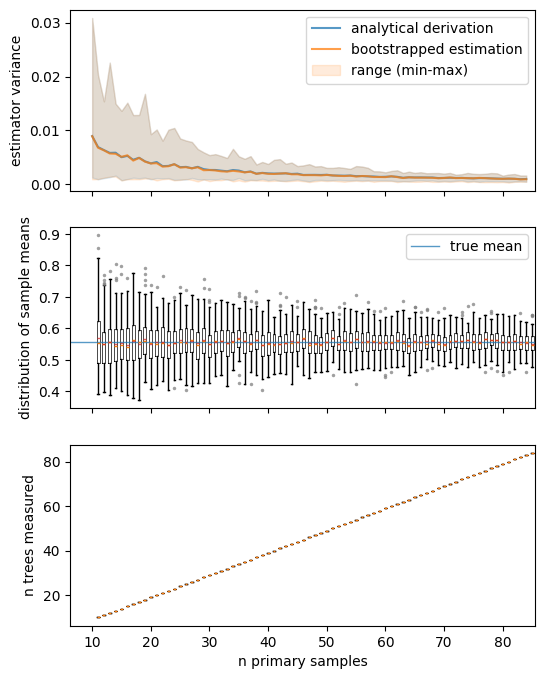 0.03
0.02
0.01
0.00
estimator variance
analytical derivation
bootstrapped estimation
range (min-max)
0.9
0.8
0.7
0.6
0.5
0.4
distribution of sample means
true mean
80
60
40
20
n trees measured
10 20 30 40 50 60 70 80
n primary samples